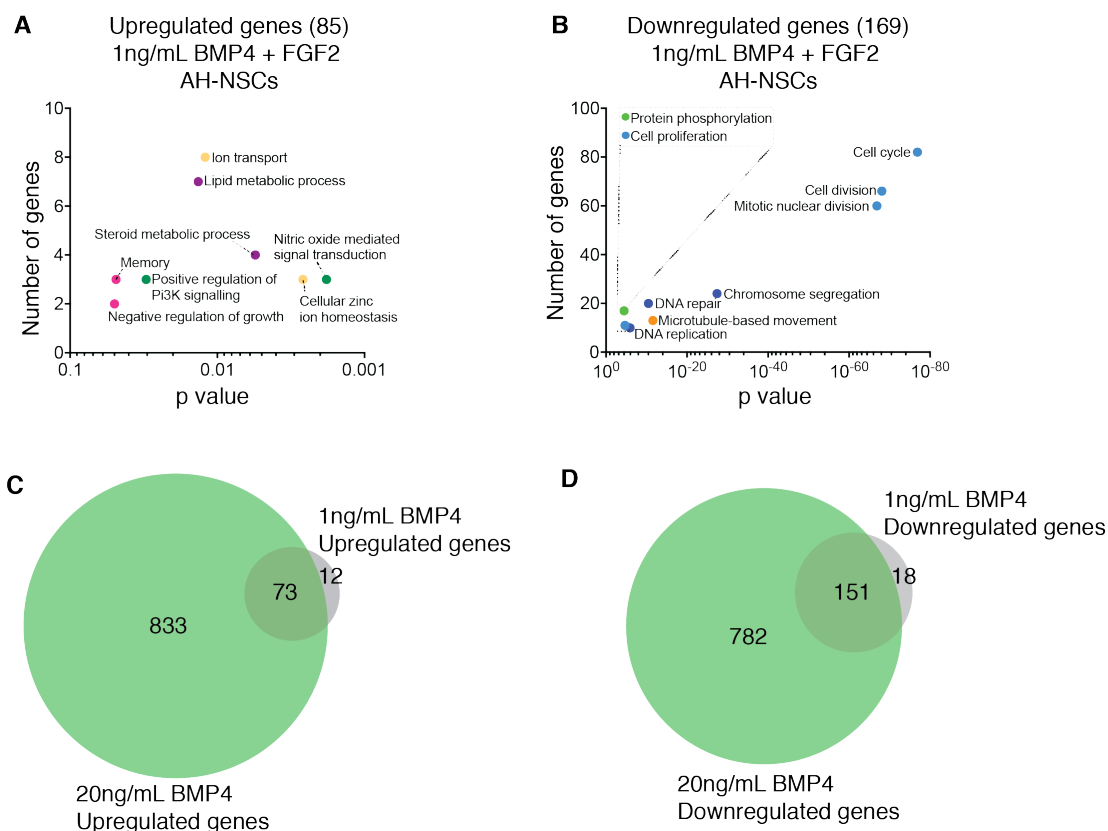 A
Upregulated genes (85)
1ng/mL BMP4 + FGF2
AH-NSCs
Number of genes
10
8
6
4
2
0
Ion transport
Lipid metabolic process
Steroid metabolic process
Nitric oxide mediated
signal transduction
Memory
Positive regulation of
Pi3K signalling
Cellular zinc
ion homeostasis
Negative regulation of growth
0.1
0.01
0.001
p value
B
Downregulated genes (169)
1ng/mL BMP4 + FGF2
AH-NSCs
Number of genes
100
80
60
40
20
0
Protein phosphorylation
Cell proliferation
Cell cycle
Cell division
Mitotic nuclear division
Chromosome segregation
DNA repair
Microtubule-based movement
DNA replication
10⁰
10⁻²⁰
10⁻⁴⁰
10⁻⁶⁰
10⁻⁸⁰
p value
C
1ng/mL BMP4
Upregulated genes
12
73
833
20ng/mL BMP4
Upregulated genes
D
1ng/mL BMP4
Downregulated genes
18
151
782
20ng/mL BMP4
Downregulated genes